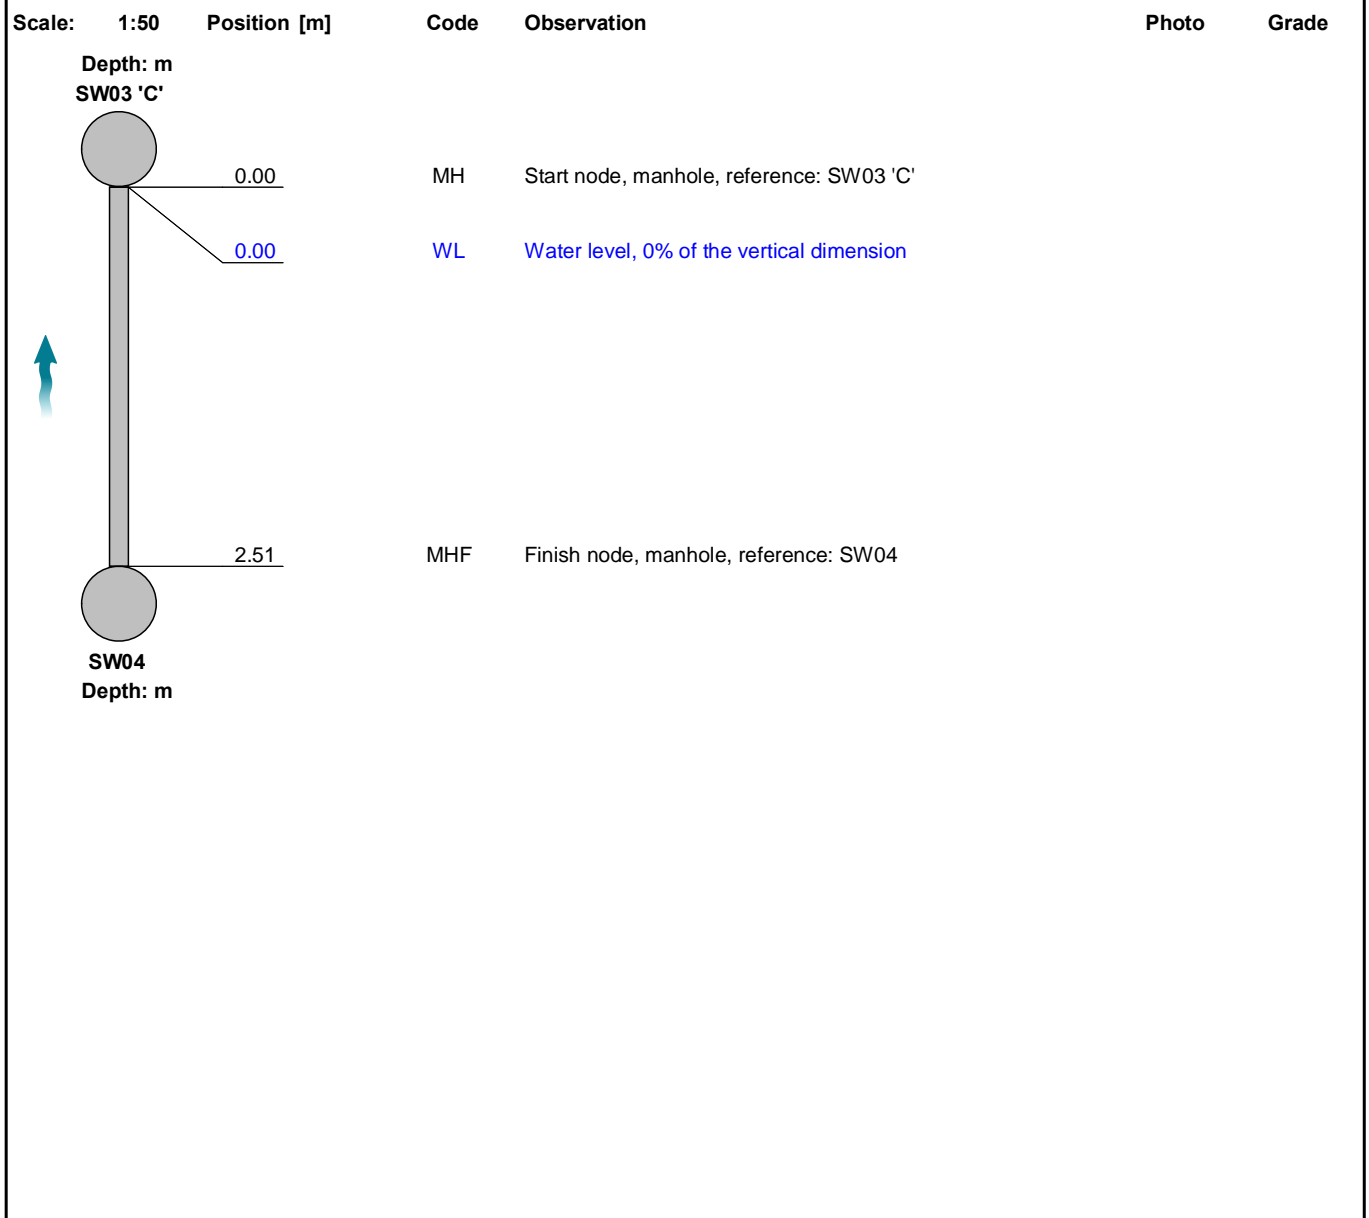 Scale: 1:50 Position [m] Code Observation Photo Grade
Depth: m
SW03 'C'
0.00 MH Start node, manhole, reference: SW03 'C'
0.00 WL Water level, 0% of the vertical dimension
2.51 MHF Finish node, manhole, reference: SW04
SW04
Depth: m